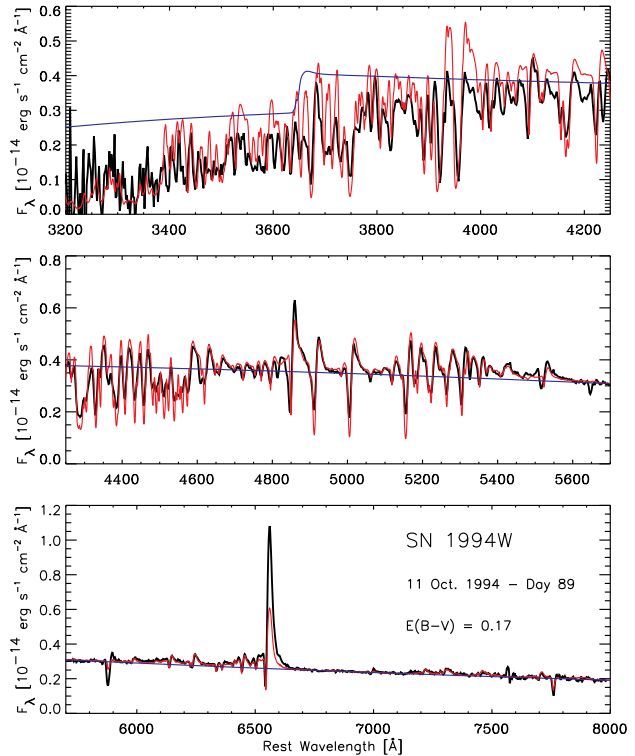 0.6
0.5
0.4
0.3
0.2
0.1
0.0
F_λ [10⁻¹⁴ erg s⁻¹ cm⁻² Å⁻¹]
3200 3400 3600 3800 4000 4200
0.8
0.6
0.4
0.2
0.0
F_λ [10⁻¹⁴ erg s⁻¹ cm⁻² Å⁻¹]
4400 4600 4800 5000 5200 5400 5600
1.2
1.0
0.8
0.6
0.4
0.2
0.0
F_λ [10⁻¹⁴ erg s⁻¹ cm⁻² Å⁻¹]
SN 1994W
11 Oct. 1994 – Day 89
E(B–V) = 0.17
6000 6500 7000 7500 8000
Rest Wavelength [Å]